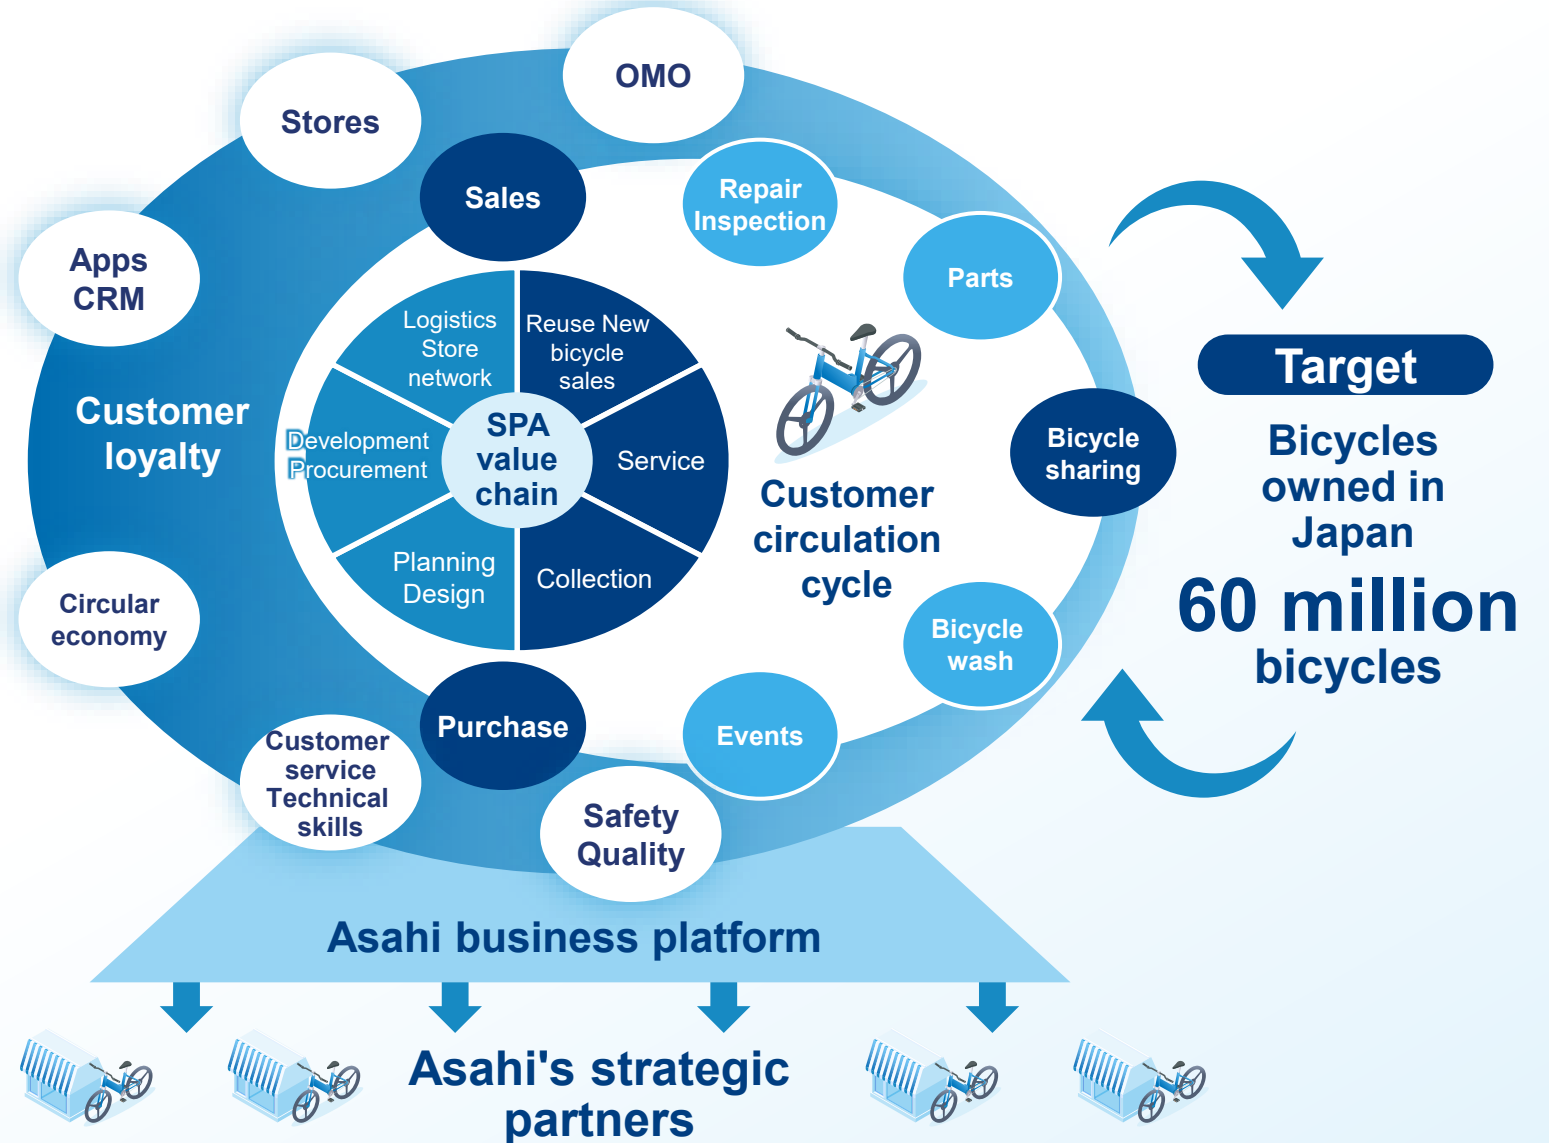 OMO
Stores
Sales
Repair
Inspection
Apps
CRM
Parts
Logistics
Store
network
Reuse New
bicycle
sales
Target
Customer
loyalty
Development
Procurement
SPA
value
chain
Service
Bicycle
sharing
Bicycles
owned in
Japan
60 million
bicycles
Customer
circulation
cycle
Planning
Design
Collection
Circular
economy
Bicycle
wash
Purchase
Events
Customer
service
Technical
skills
Safety
Quality
Asahi business platform
Asahi's strategic
partners